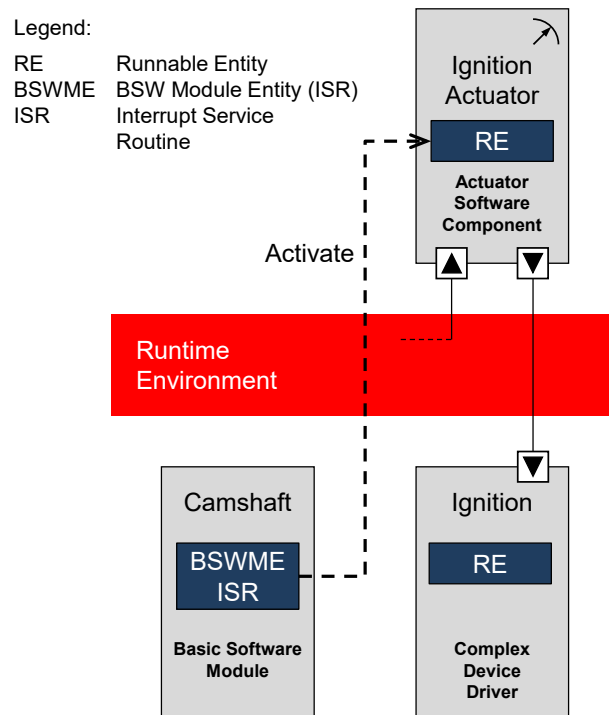 Legend:
RE Runnable Entity
BSWME BSW Module Entity (ISR)
ISR Interrupt Service
Routine
Ignition
Actuator
RE
Actuator
Software
Component
Activate
Runtime
Environment
Camshaft
BSWME
ISR
Basic Software
Module
Ignition
RE
Complex
Device
Driver